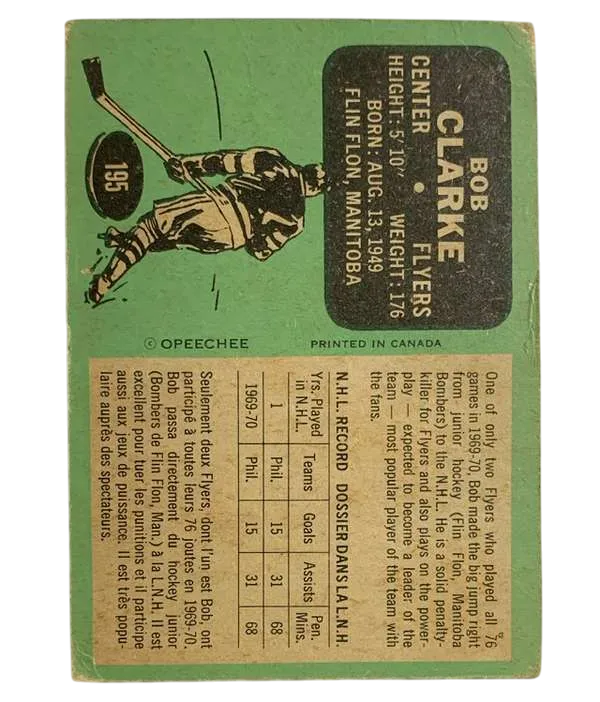 BOB
CLARKE
CENTER • FLYERS
HEIGHT: 5'10" WEIGHT: 176
BORN: AUG. 13, 1949
FLIN FLON, MANITOBA
195
© OPEECHEE PRINTED IN CANADA
One of only two Flyers who played all 76
games in 1969-70, Bob made the big jump right
from junior hockey (Flin Flon, Manitoba
Bombers) to the N.H.L. He is a solid penalty-
killer for Flyers and also plays on the power-
play — expected to become a leader of the
team — most popular player of the team with
the fans.
N.H.L. RECORD DOSSIER DANS LA L.N.H.
Yrs. Played in N.H.L. Teams Goals Assists Pen. Mins.
1 Phil. 15 31 68
1969-70 Phil. 15 31 68
Seulement deux Flyers, dont l'un est Bob, ont
participé à toutes leurs 76 joutes en 1969-70.
Bob passa directement du hockey junior
(Bombers de Flin Flon, Man.) à la L.N.H. Il est
excellent pour tuer les punitions et il participe
aussi aux jeux de puissance. Il est très popu-
laire auprès des spectateurs.